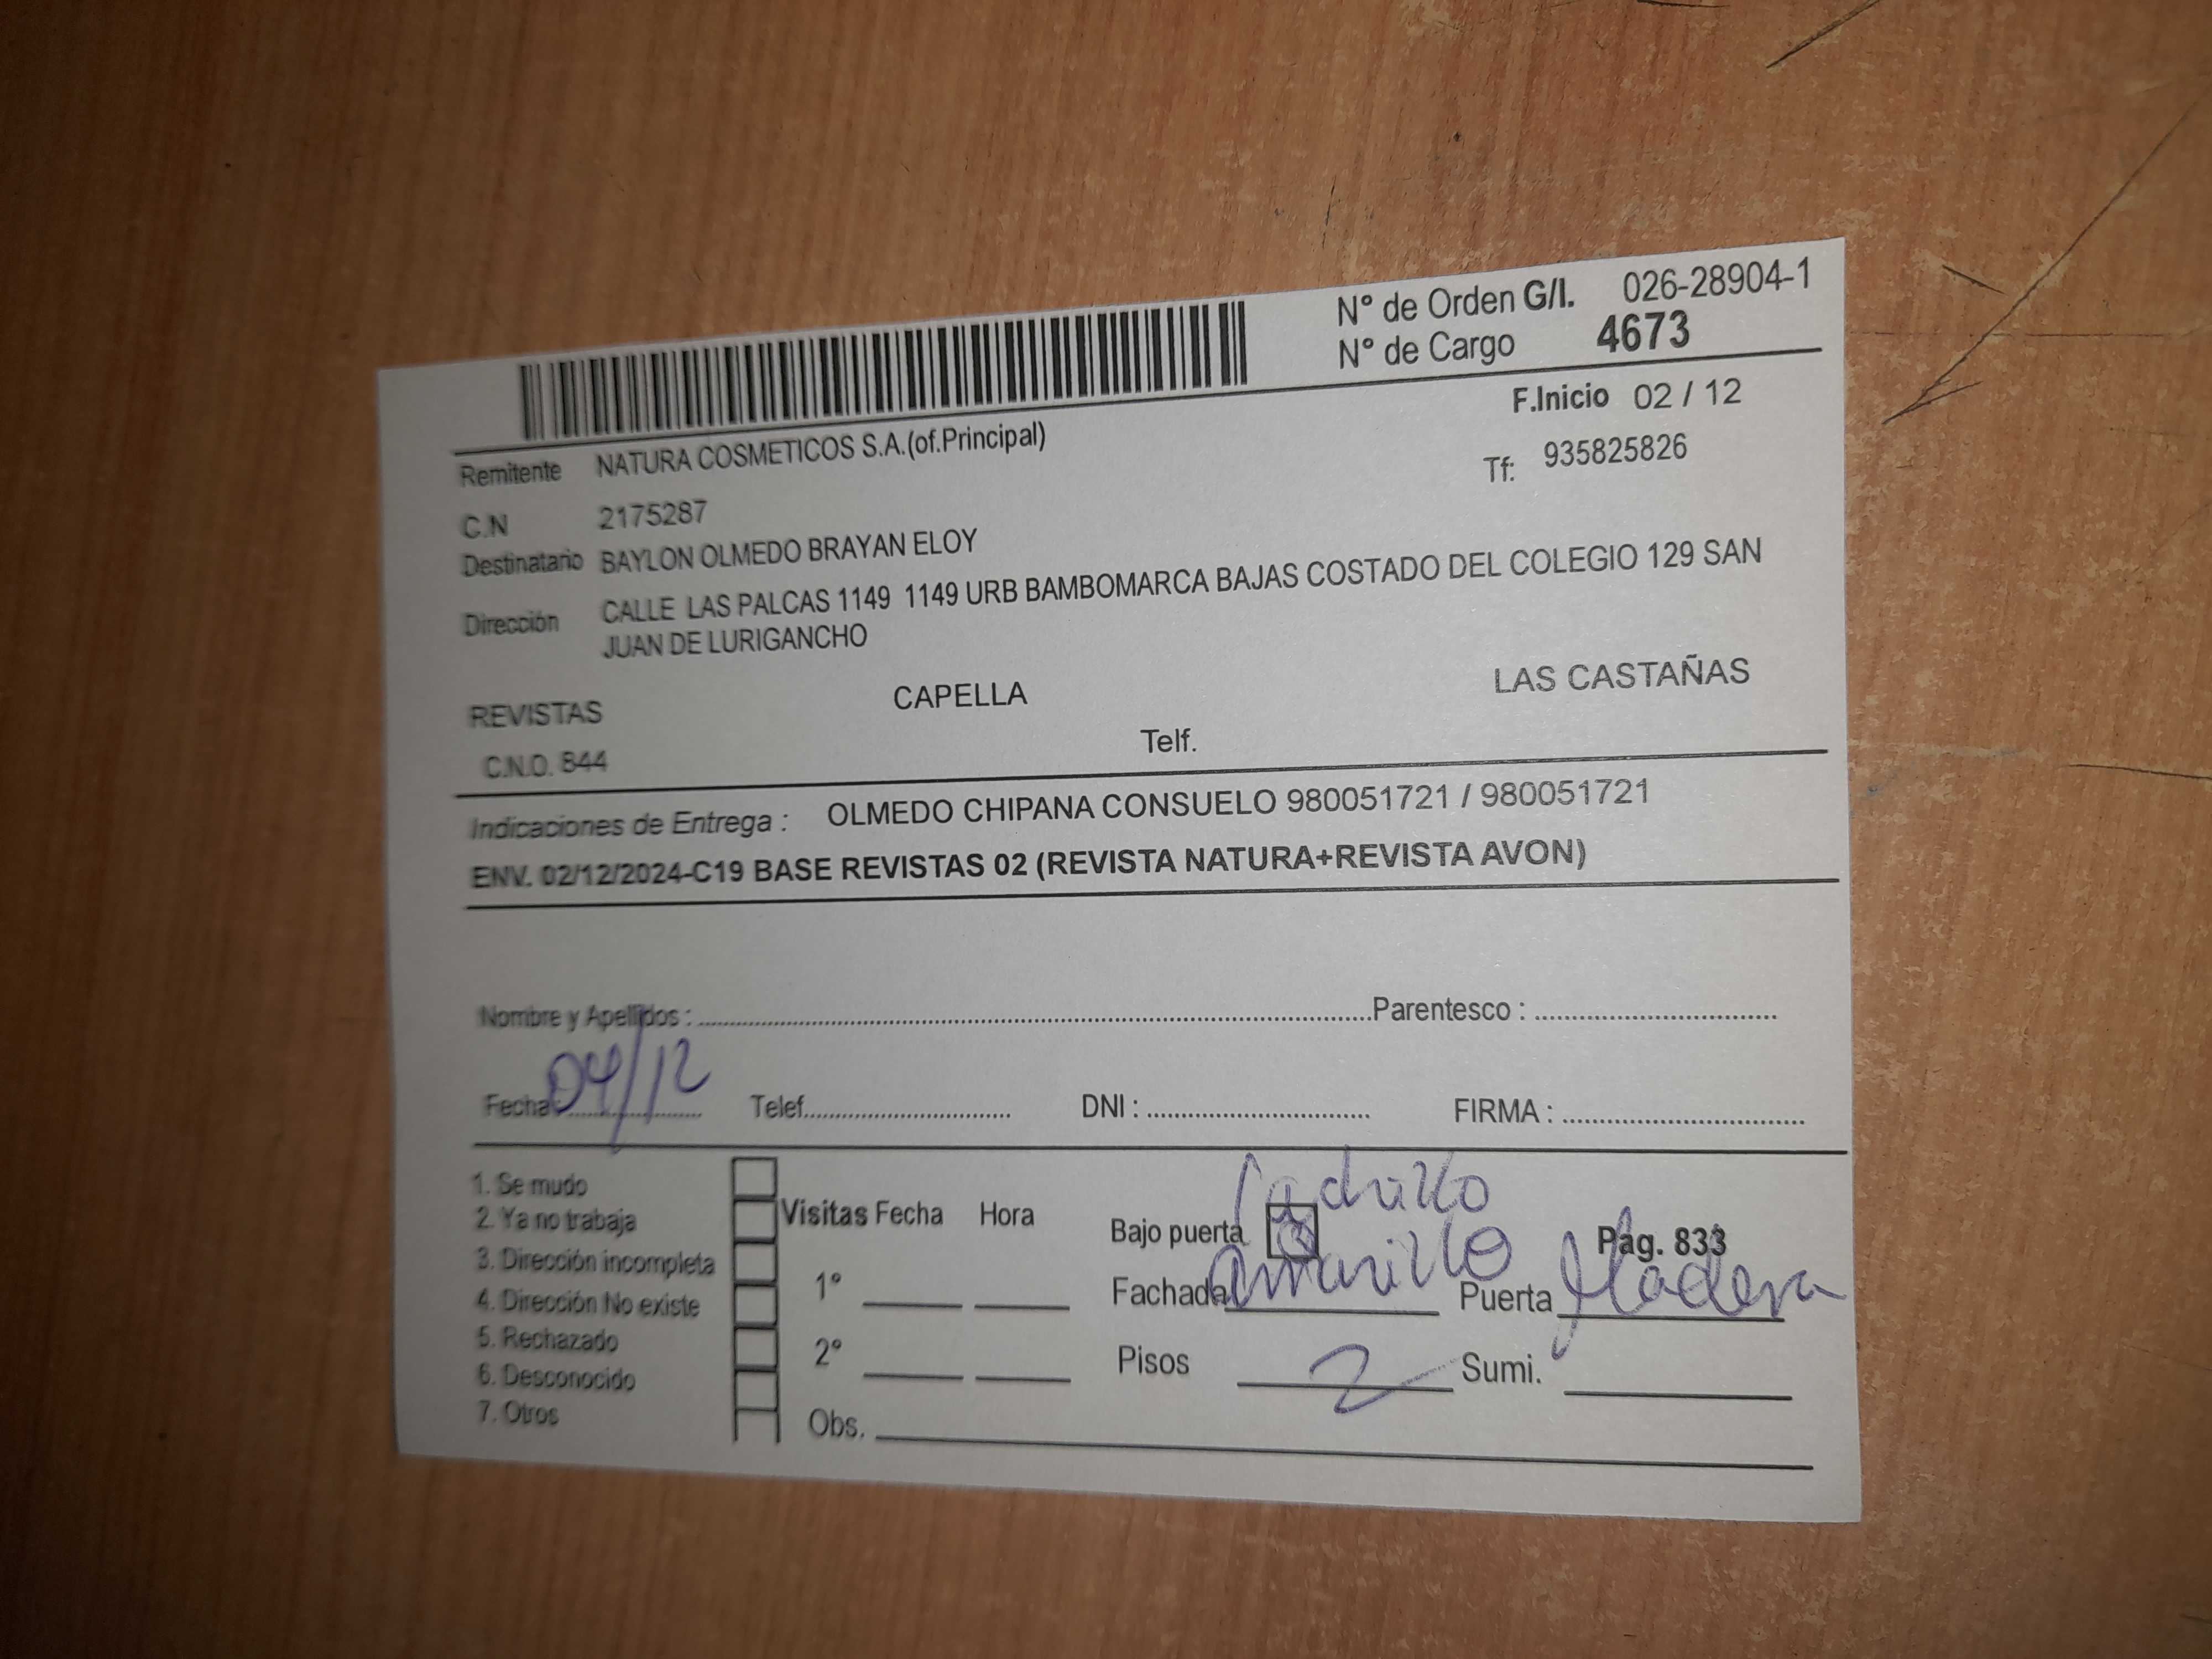 N° de Orden G/I. 026-28904-1
N° de Cargo 4673
F.Inicio 02 / 12
Remitente NATURA COSMETICOS S.A.(of.Principal)
Tf: 935825826
C.N 2175287
Destinatario BAYLON OLMEDO BRAYAN ELOY
Dirección CALLE LAS PALCAS 1149 1149 URB BAMBOMARCA BAJAS COSTADO DEL COLEGIO 129 SAN
JUAN DE LURIGANCHO
REVISTAS CAPELLA LAS CASTAÑAS
C.N.O. 844 Telf.
Indicaciones de Entrega : OLMEDO CHIPANA CONSUELO 980051721 / 980051721
ENV. 02/12/2024-C19 BASE REVISTAS 02 (REVISTA NATURA+REVISTA AVON)
Nombre y Apellidos : Parentesco :
Fecha : 04/12 Telef. DNI : FIRMA :
1. Se mudo
2. Ya no trabaja
3. Dirección incompleta
4. Dirección No existe
5. Rechazado
6. Desconocido
7. Otros
Visitas Fecha Hora
1°
2°
Obs.
Ladrillo
Bajo puerta Pág. 833
Fachada Amarillo Puerta Madera
Pisos 2 Sumi.